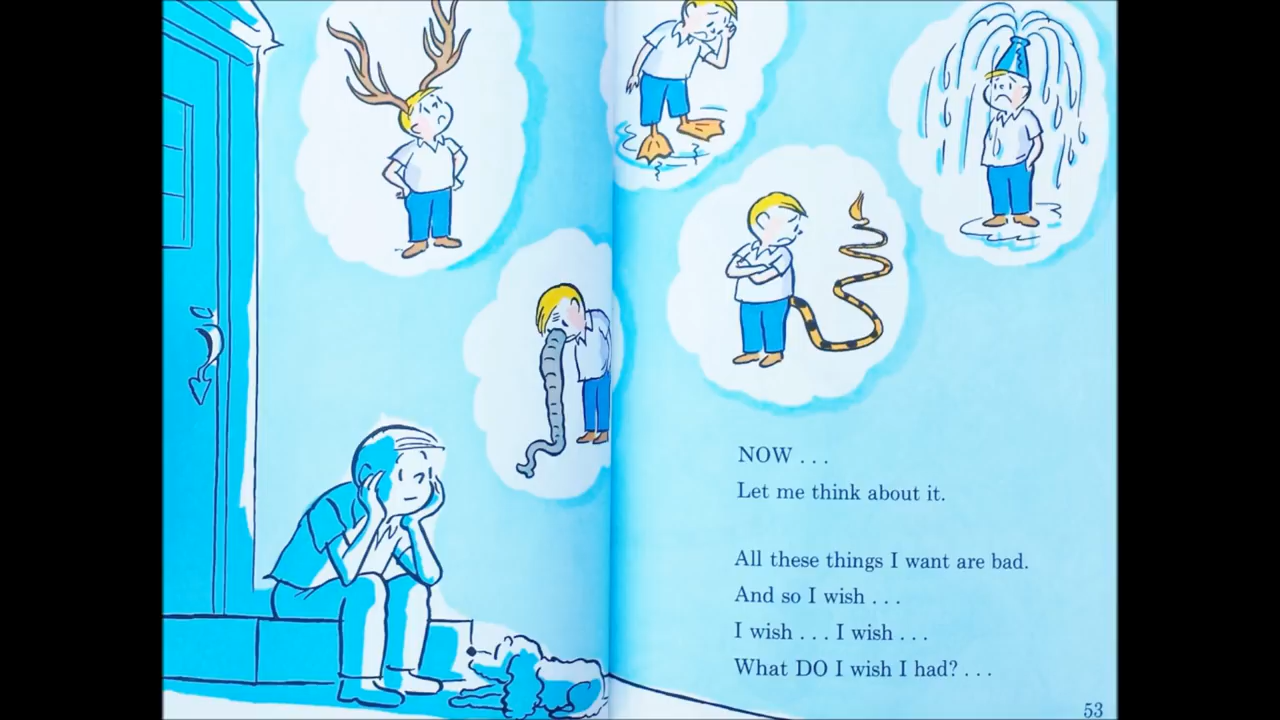 NOW . . .
Let me think about it.
All these things I want are bad.
And so I wish . . .
I wish . . . I wish . . .
What DO I wish I had? . . .
53